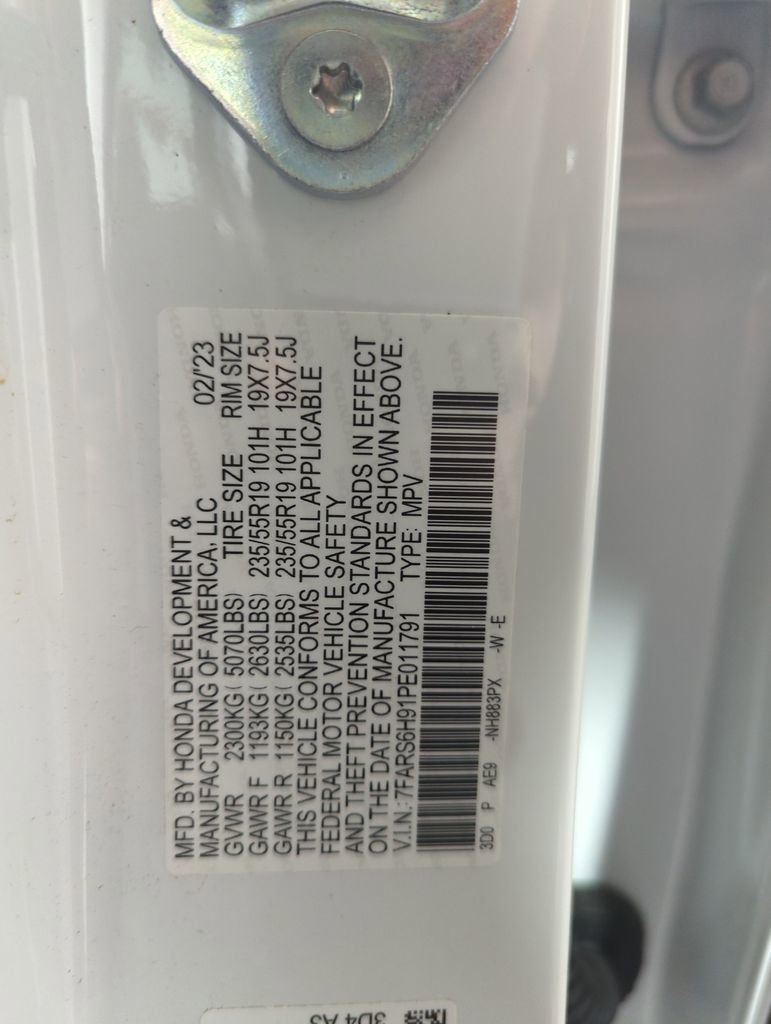 MFD. BY HONDA DEVELOPMENT &
MANUFACTURING OF AMERICA, LLC 02/'23
GVWR 2300KG( 5070LBS) TIRE SIZE RIM SIZE
GAWR F 1193KG( 2630LBS) 235/55R19 101H 19X7.5J
GAWR R 1150KG( 2535LBS) 235/55R19 101H 19X7.5J
THIS VEHICLE CONFORMS TO ALL APPLICABLE
FEDERAL MOTOR VEHICLE SAFETY
AND THEFT PREVENTION STANDARDS IN EFFECT
ON THE DATE OF MANUFACTURE SHOWN ABOVE.
V.I.N.: 7FARS6H91PE011791 TYPE: MPV
3D0 P AE9 -NH883PX -W -E
3D4 A3